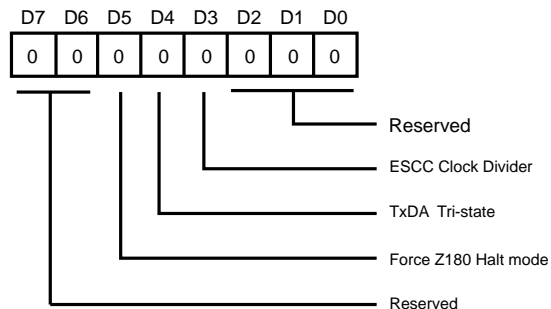 D7 D6 D5 D4 D3 D2 D1 D0
0 0 0 0 0 0 0 0
Reserved
ESCC Clock Divider
TxDA Tri-state
Force Z180 Halt mode
Reserved